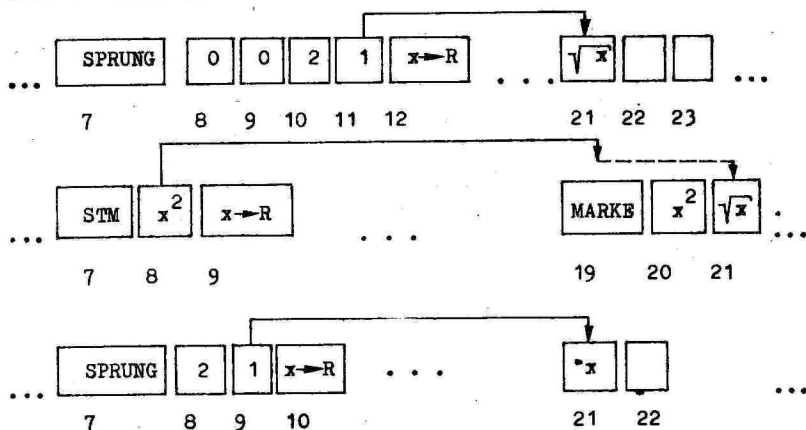 ... SPRUNG 0 0 2 1 x→R ... √x ...
7 8 9 10 11 12 21 22 23
... STM x² x→R ... MARKE x² √x ...
7 8 9 19 20 21
... SPRUNG 2 1 x→R ... x ...
7 8 9 10 21 22